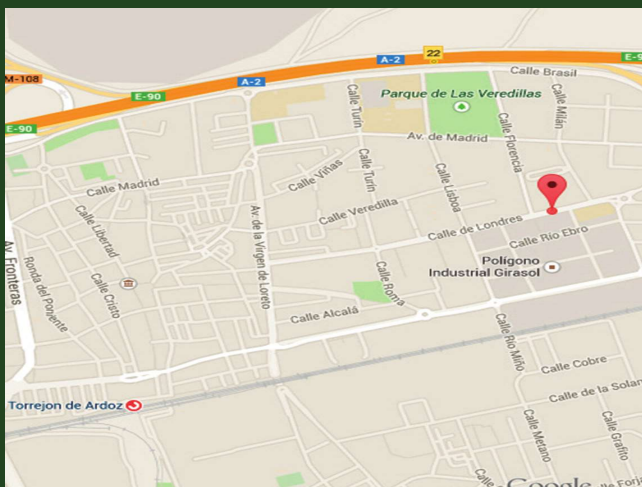 22
A-2
E-9
M-108
A-2
Calle Brasil
E-90
Parque de Las Veredillas
Calle Turín
Calle Milán
E-90
Calle Florencia
Av. de Madrid
Calle Viñas
Calle Turín
Calle Lisboa
Calle Madrid
Calle Veredilla
Calle Libertad
Av. de la Virgen de Loreto
Calle de Londres
Calle Río Ebro
Av. Fronteras
Ronda del Poniente
Polígono
Industrial Girasol
Calle Cristo
Calle Roma
Calle Alcalá
Calle Río Miño
Calle Cobre
Calle de la Solan
Torrejon de Ardoz
Calle Metano
Calle Grafito
Google